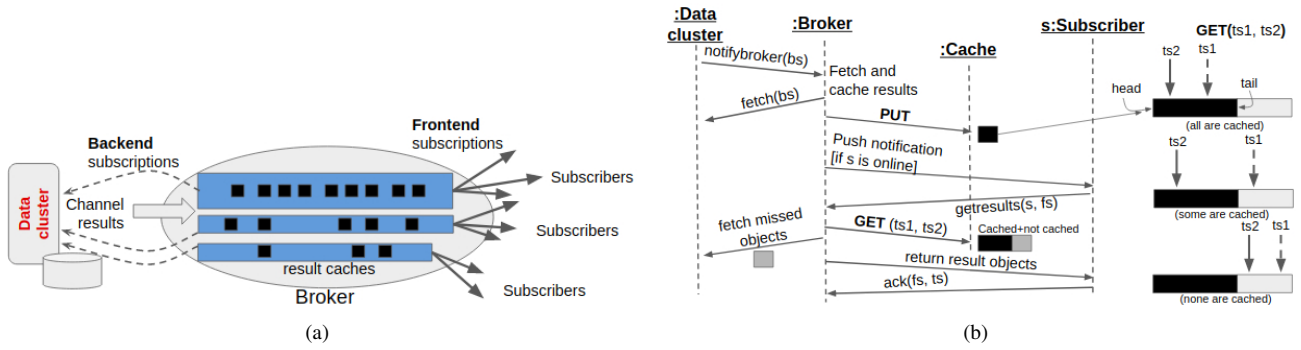 Backend
subscriptions
Frontend
subscriptions
Data
cluster
Channel
results
Subscribers
Subscribers
Subscribers
result caches
Broker
(a)
:Data
cluster
:Broker
:Cache
s:Subscriber
notifybroker(bs)
Fetch and
cache results
fetch(bs)
PUT
Push notification
[if s is online]
getresults(s, fs)
fetch missed
objects
GET (ts1, ts2)
Cached+not cached
return result objects
ack(fs, ts)
GET(ts1, ts2)
ts2
ts1
head
tail
(all are cached)
ts2
ts1
(some are cached)
ts2
ts1
(none are cached)
(b)